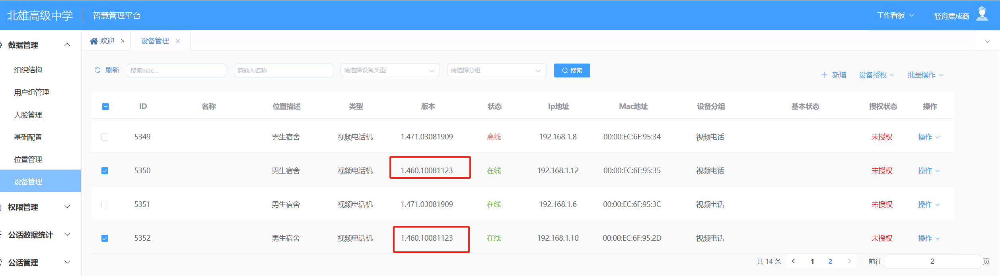 北雄高级中学 智慧管理平台 工作看板 轻舟集成商
数据管理
组织结构
用户组管理
人脸管理
基础配置
位置管理
设备管理
权限管理
公话数据统计
公话管理
欢迎 × 设备管理 ×
刷新 搜索mac... 请输入名称 请选择设备类型 请选择分组 搜索
新增 设备授权 批量操作
ID 名称 位置描述 类型 版本 状态 Ip地址 Mac地址 设备分组 基本状态 授权状态 操作
5349 男生宿舍 视频电话机 1.471.03081909 离线 192.168.1.8 00:00:EC:6F:95:34 视频电话 未授权 操作
5350 男生宿舍 视频电话机 1.460.10081123 在线 192.168.1.12 00:00:EC:6F:95:35 视频电话 未授权 操作
5351 男生宿舍 视频电话机 1.471.03081909 在线 192.168.1.6 00:00:EC:6F:95:3C 视频电话 未授权 操作
5352 男生宿舍 视频电话机 1.460.10081123 在线 192.168.1.10 00:00:EC:6F:95:2D 视频电话 未授权 操作
共 14 条 1 2 前往 2 页